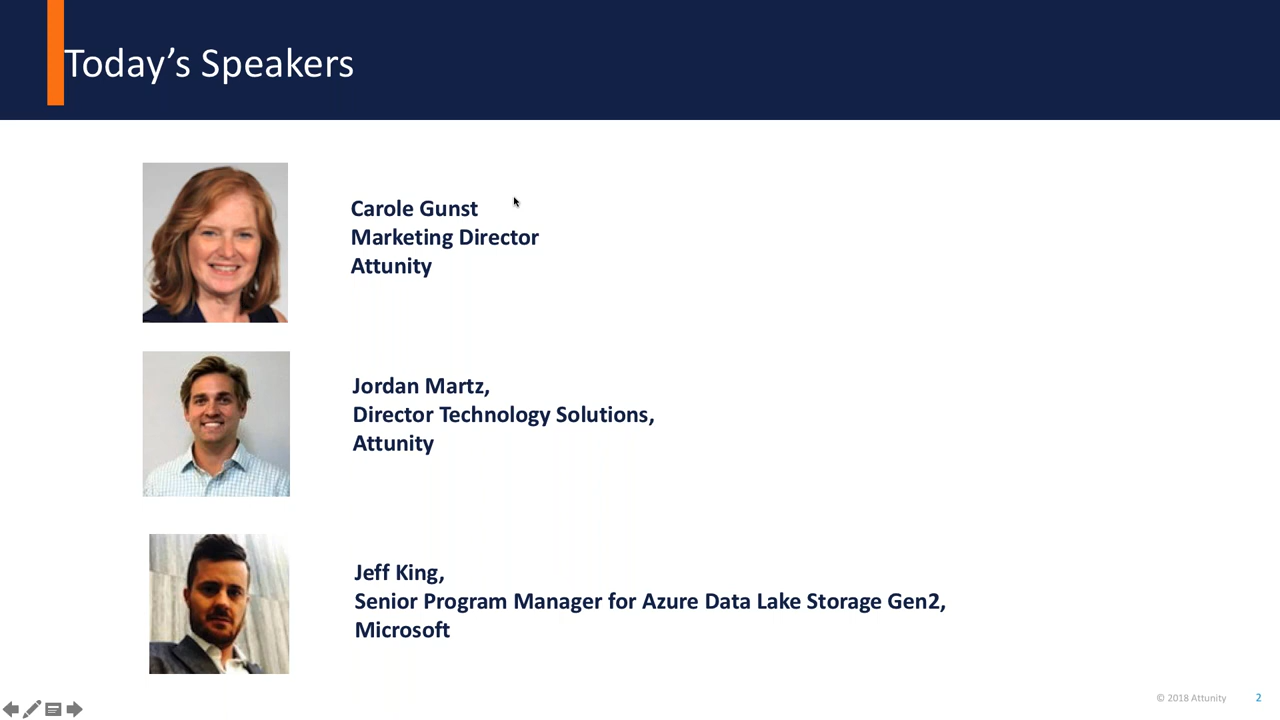 Today’s Speakers
Carole Gunst
Marketing Director
Attunity
Jordan Martz,
Director Technology Solutions,
Attunity
Jeff King,
Senior Program Manager for Azure Data Lake Storage Gen2,
Microsoft
© 2018 Attunity
2